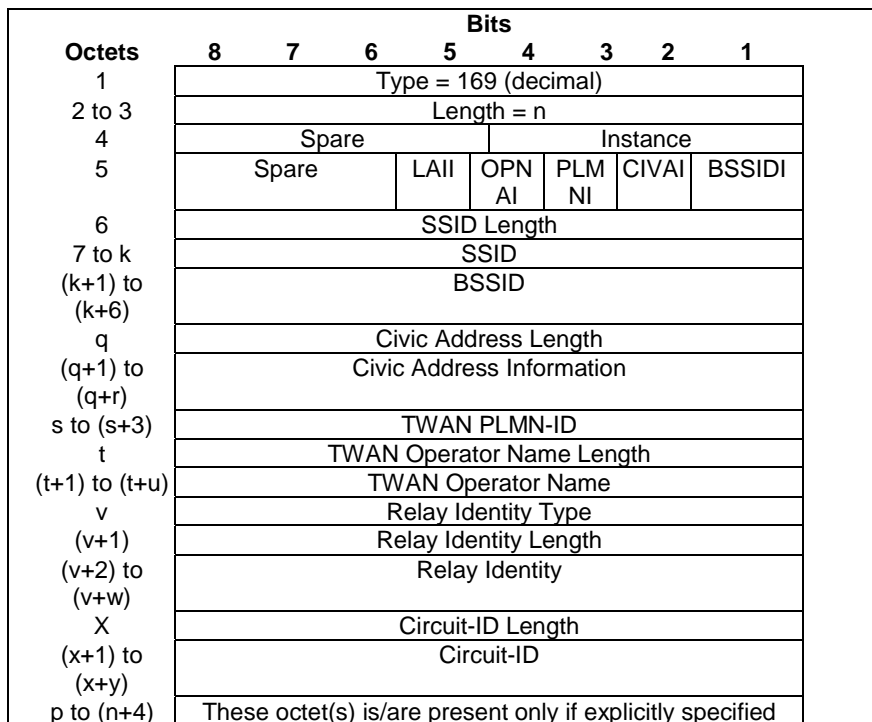 Bits
Octets 8 7 6 5 4 3 2 1
1 Type = 169 (decimal)
2 to 3 Length = n
4 Spare Instance
5 Spare LAII OPN PLM CIVAI BSSIDI
AI NI
6 SSID Length
7 to k SSID
(k+1) to BSSID
(k+6)
q Civic Address Length
(q+1) to Civic Address Information
(q+r)
s to (s+3) TWAN PLMN-ID
t TWAN Operator Name Length
(t+1) to (t+u) TWAN Operator Name
v Relay Identity Type
(v+1) Relay Identity Length
(v+2) to Relay Identity
(v+w)
X Circuit-ID Length
(x+1) to Circuit-ID
(x+y)
p to (n+4) These octet(s) is/are present only if explicitly specified